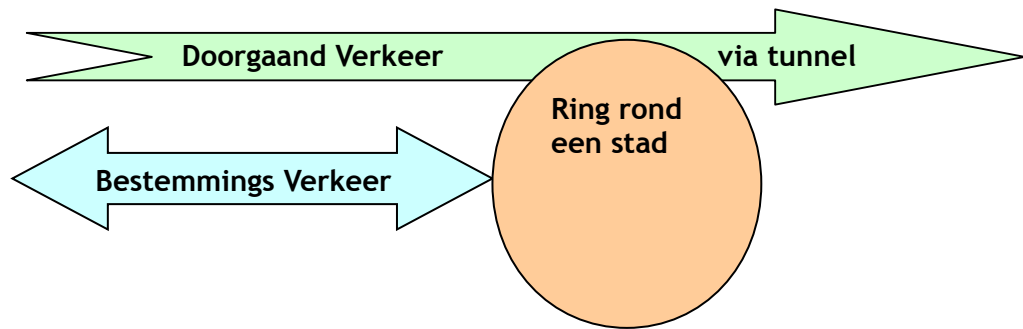 Doorgaand Verkeer via tunnel
Ring rond
een stad
Bestemmings Verkeer